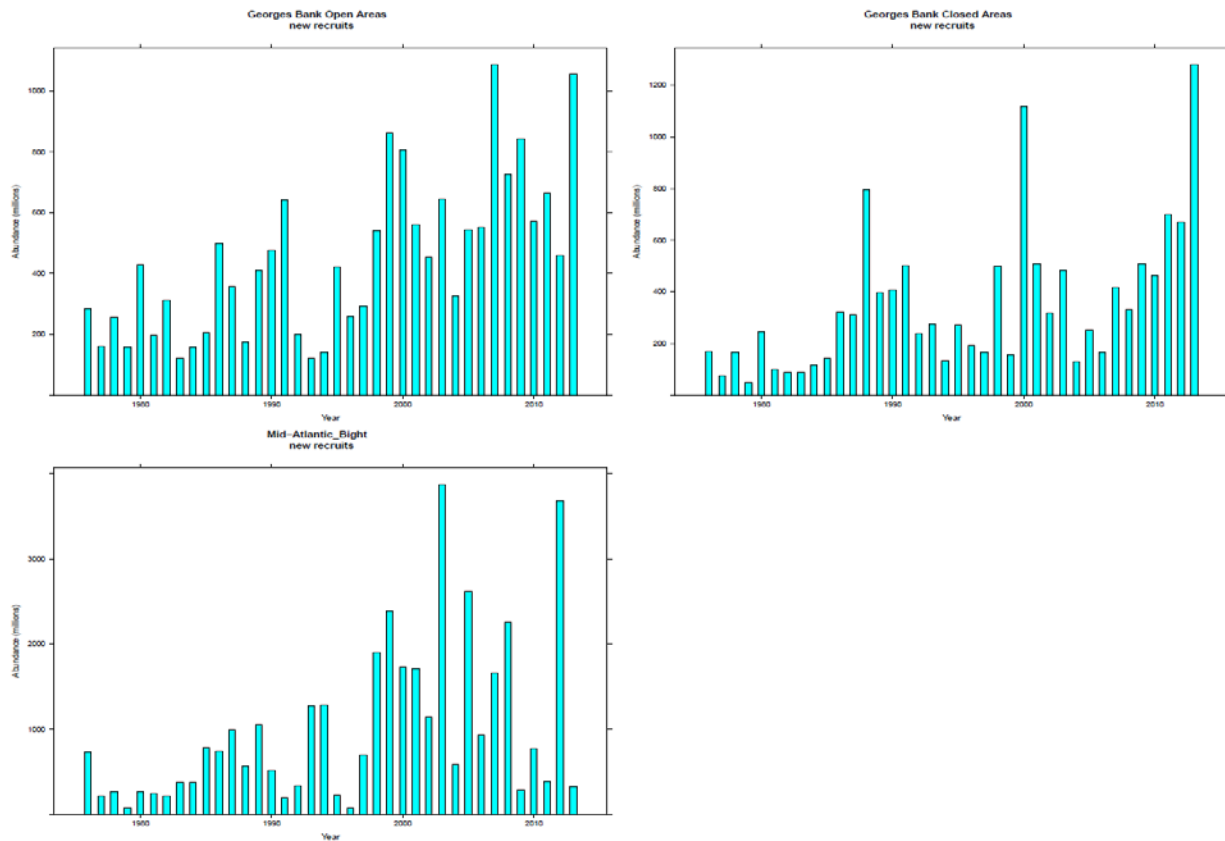 Georges Bank Open Areas
new recruits
1000
800
600
400
200
Abundance (millions)
1980 1990 2000 2010
Year
Georges Bank Closed Areas
new recruits
1200
1000
800
600
400
200
Abundance (millions)
1980 1990 2000 2010
Year
Mid-Atlantic_Bight
new recruits
3000
2000
1000
Abundance (millions)
1980 1990 2000 2010
Year